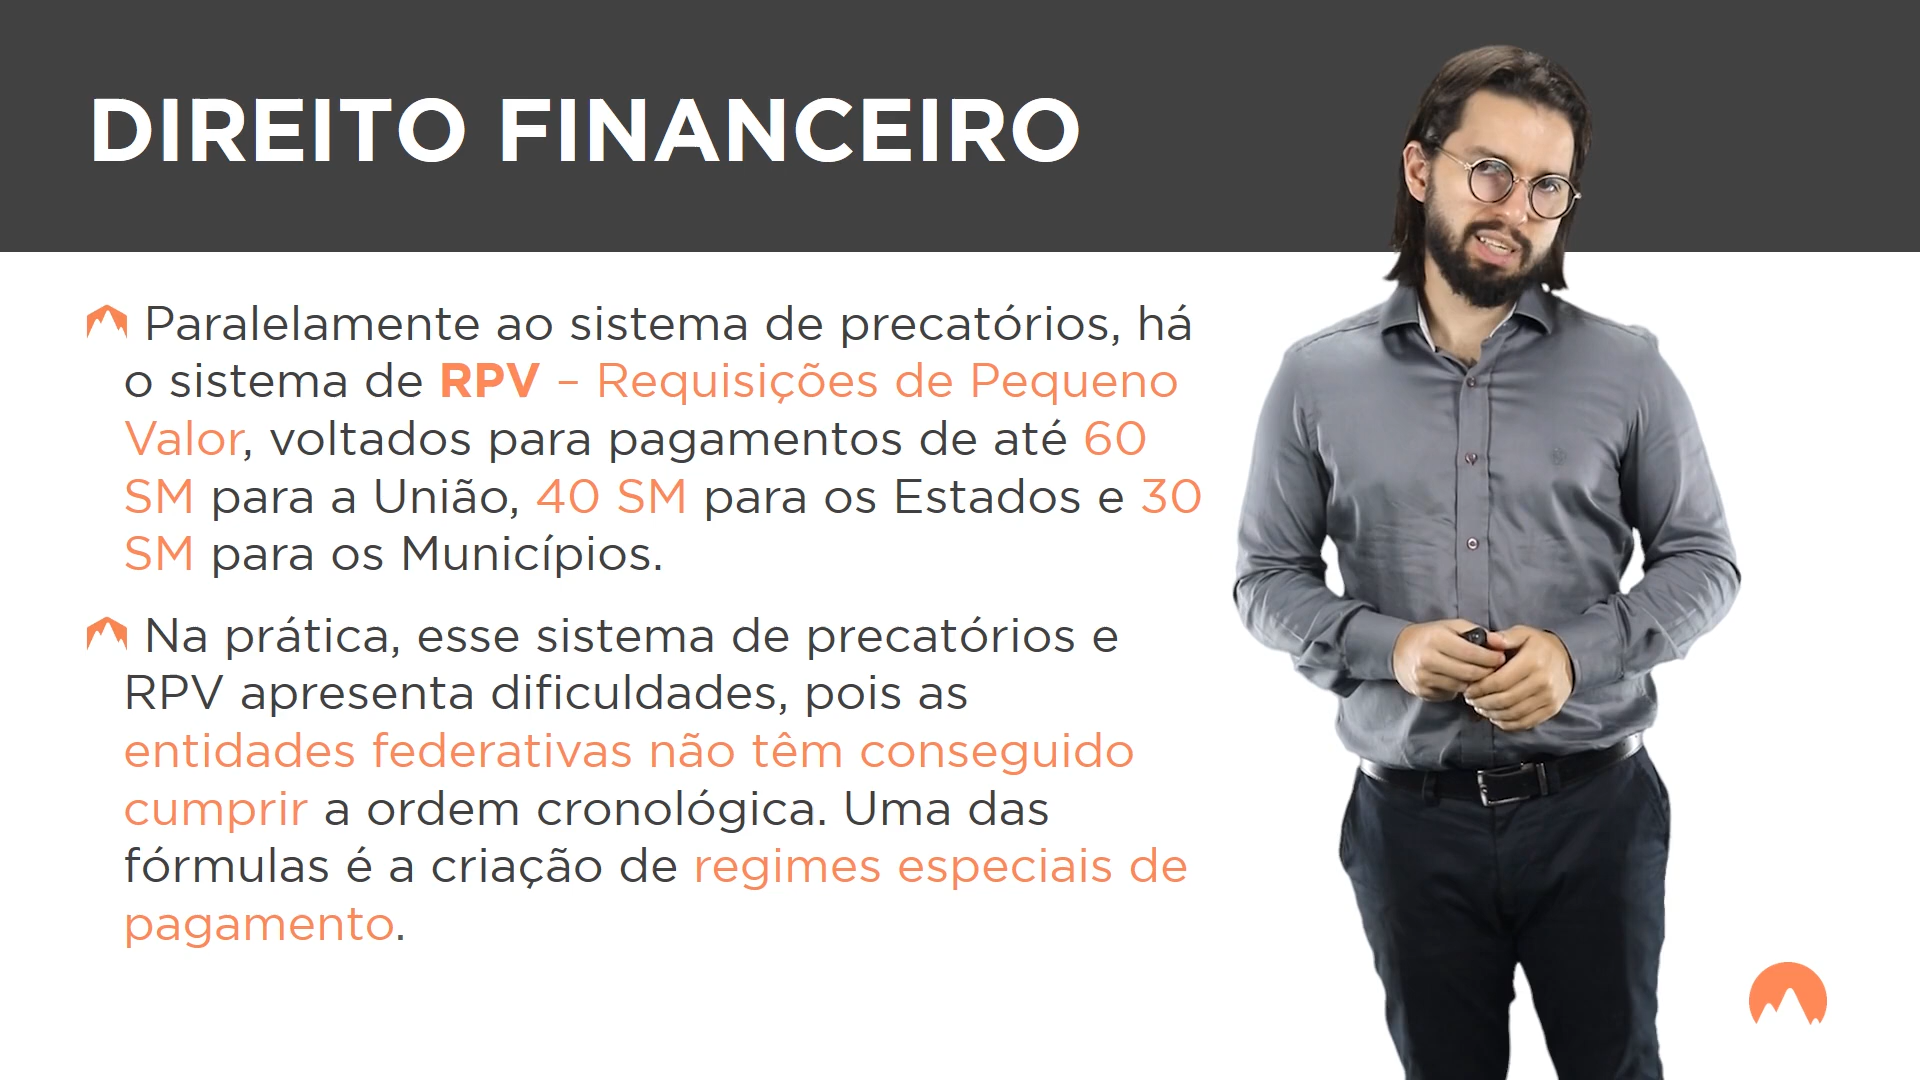 DIREITO FINANCEIRO
Paralelamente ao sistema de precatórios, há
o sistema de RPV – Requisições de Pequeno
Valor, voltados para pagamentos de até 60
SM para a União, 40 SM para os Estados e 30
SM para os Municípios.
Na prática, esse sistema de precatórios e
RPV apresenta dificuldades, pois as
entidades federativas não têm conseguido
cumprir a ordem cronológica. Uma das
fórmulas é a criação de regimes especiais de
pagamento.